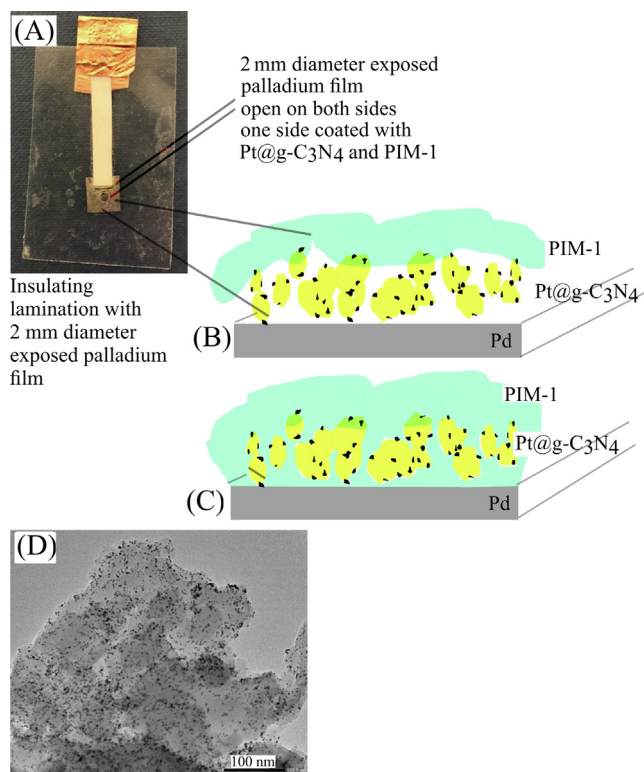 (A)
2 mm diameter exposed
palladium film
open on both sides
one side coated with
Pt@g-C3N4 and PIM-1
Insulating
lamination with
2 mm diameter
exposed palladium
film
(B)
PIM-1
Pt@g-C3N4
Pd
(C)
PIM-1
Pt@g-C3N4
Pd
(D)
100 nm